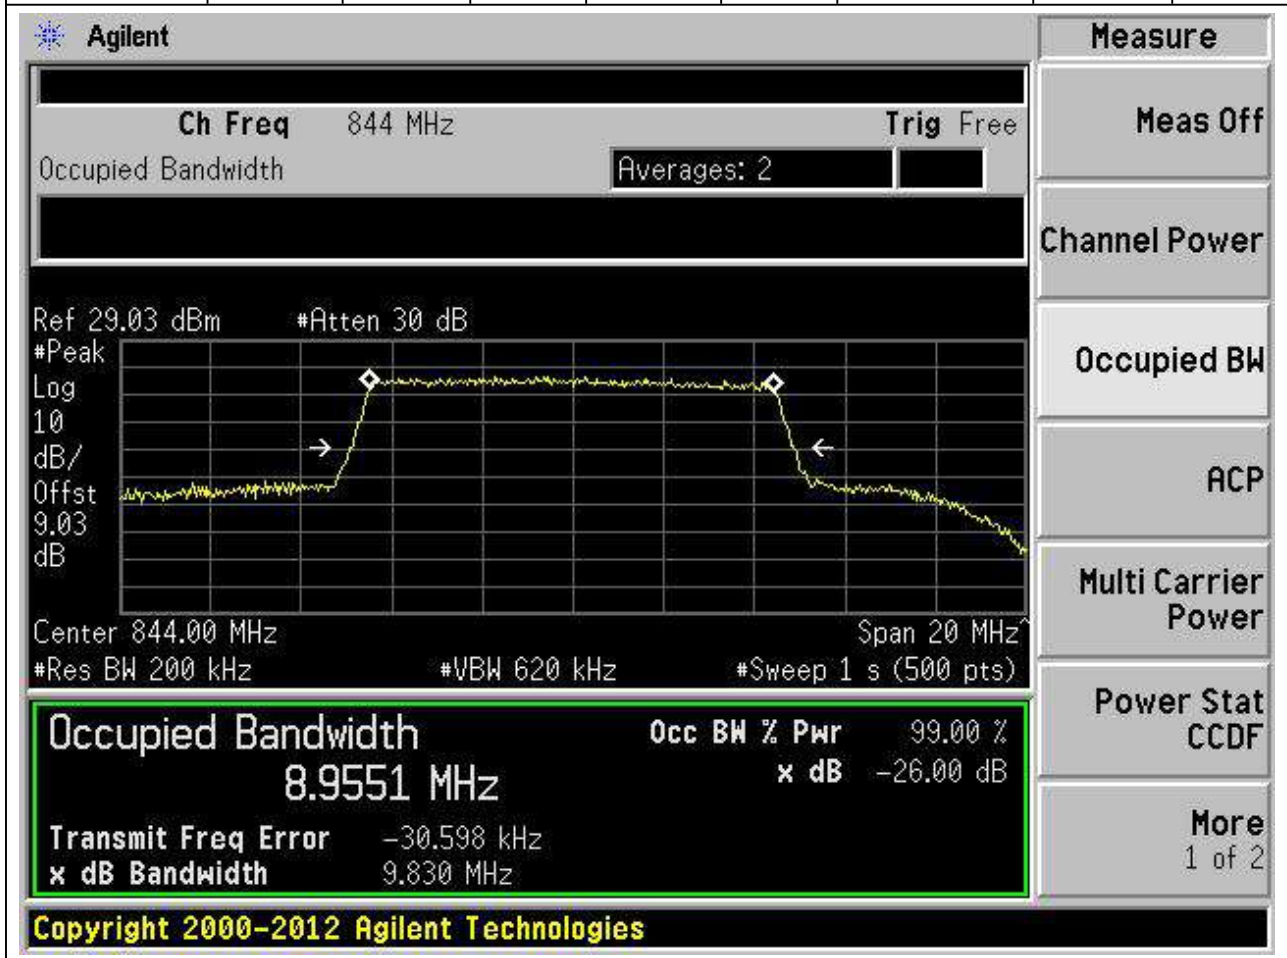 Agilent
Measure
Ch Freq 844 MHz Trig Free
Occupied Bandwidth Averages: 2
Ref 29.03 dBm #Atten 30 dB
#Peak
Log
10
dB/
Offst
9.03
dB
Center 844.00 MHz Span 20 MHz^
#Res BW 200 kHz #VBW 620 kHz #Sweep 1 s (500 pts)
Occupied Bandwidth Occ BW % Pwr 99.00 %
8.9551 MHz x dB -26.00 dB
Transmit Freq Error -30.598 kHz
x dB Bandwidth 9.830 MHz
Meas Off
Channel Power
Occupied BW
ACP
Multi Carrier
Power
Power Stat
CCDF
More
1 of 2
Copyright 2000-2012 Agilent Technologies